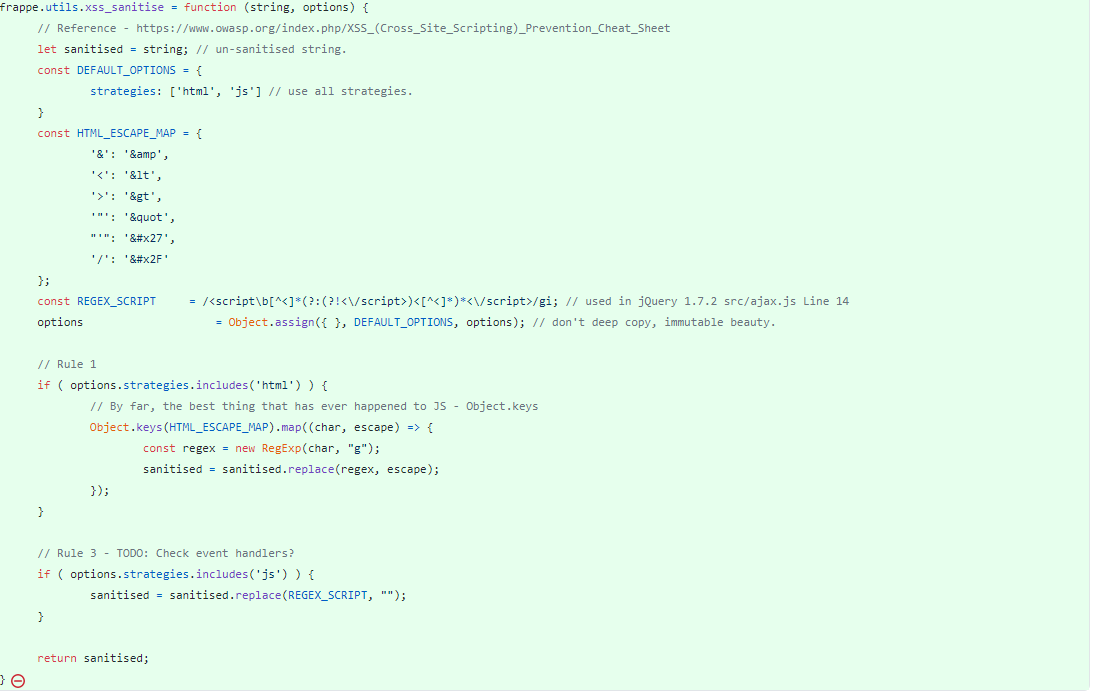 frappe.utils.xss_sanitise = function (string, options) {
// Reference - https://www.owasp.org/index.php/XSS_(Cross_Site_Scripting)_Prevention_Cheat_Sheet
let sanitised = string; // un-sanitised string.
const DEFAULT_OPTIONS = {
strategies: ['html', 'js'] // use all strategies.
}
const HTML_ESCAPE_MAP = {
'&': '&amp',
'<': '&lt',
'>': '&gt',
'"': '&quot',
"'": '&#x27',
'/': '&#x2F'
};
const REGEX_SCRIPT     = /<script\b[^<]*(?:(?!<\/script>)<[^<]*)*<\/script>/gi; // used in jQuery 1.7.2 src/ajax.js Line 14
options                    = Object.assign({ }, DEFAULT_OPTIONS, options); // don't deep copy, immutable beauty.
// Rule 1
if ( options.strategies.includes('html') ) {
// By far, the best thing that has ever happened to JS - Object.keys
Object.keys(HTML_ESCAPE_MAP).map((char, escape) => {
const regex = new RegExp(char, "g");
sanitised = sanitised.replace(regex, escape);
});
}
// Rule 3 - TODO: Check event handlers?
if ( options.strategies.includes('js') ) {
sanitised = sanitised.replace(REGEX_SCRIPT, "");
}
return sanitised;
}